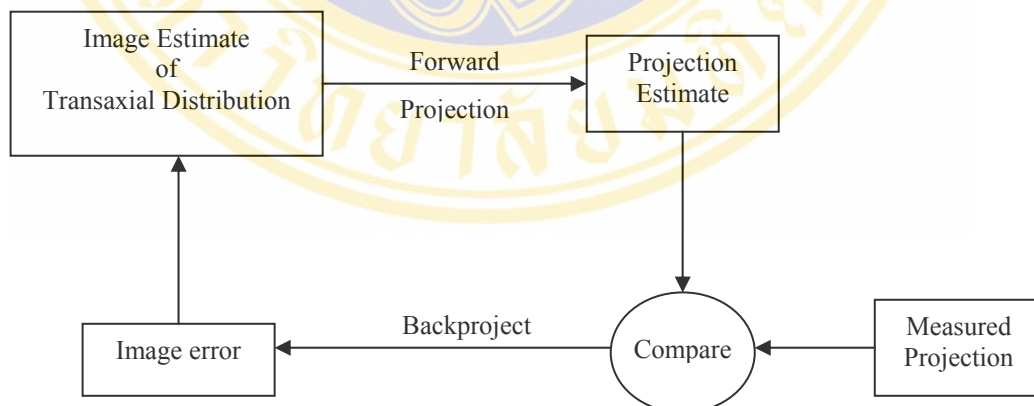 Image Estimate
of
Transaxial Distribution
Forward
Projection
Projection
Estimate
Backproject
Image error
Compare
Measured
Projection